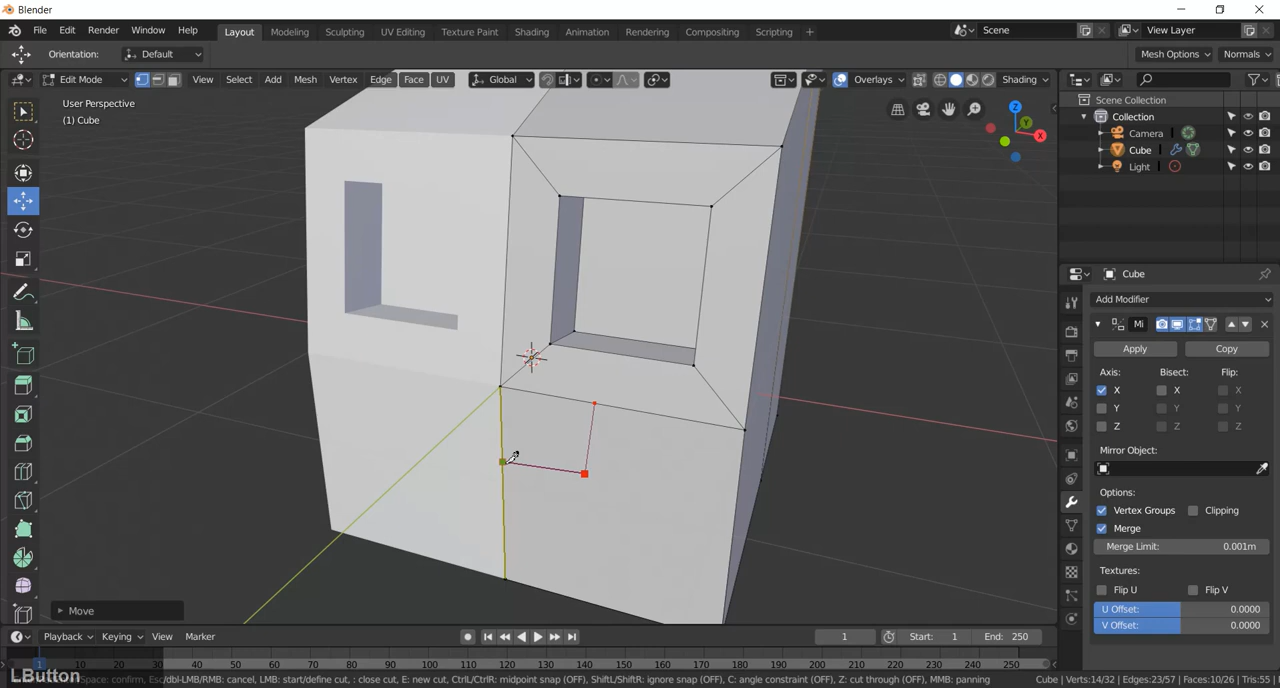 Blender
File Edit Render Window Help
Layout Modeling Sculpting UV Editing Texture Paint Shading Animation Rendering Compositing Scripting +
Scene
View Layer
Orientation: Default
Mesh Options Normals
Edit Mode View Select Add Mesh Vertex Edge Face UV
Global
Overlays
Shading
User Perspective
(1) Cube
Z
Y
X
Scene Collection
Collection
Camera
Cube
Light
Cube
Add Modifier
Mi
Apply Copy
Axis: Bisect: Flip:
X X X
Y Y Y
Z Z Z
Mirror Object:
Options:
Vertex Groups Clipping
Merge
Merge Limit: 0.001m
Textures:
Flip U Flip V
U Offset: 0.0000
V Offset: 0.0000
Move
Playback Keying View Marker
1
Start: 1 End: 250
1 20 30 40 50 60 70 80 90 100 110 120 130 140 150 160 170 180 190 200 210 220 230 240 250
LButton
/Space: confirm, Esc/dbl-LMB/RMB: cancel, LMB: start/define cut, : close cut, E: new cut, CtrlL/CtrlR: midpoint snap (OFF), ShiftL/ShiftR: ignore snap (OFF), C: angle constraint (OFF), Z: cut through (OFF), MMB: panning
Cube | Verts:14/32 | Edges:23/57 | Faces:10/26 | Tris:55 |